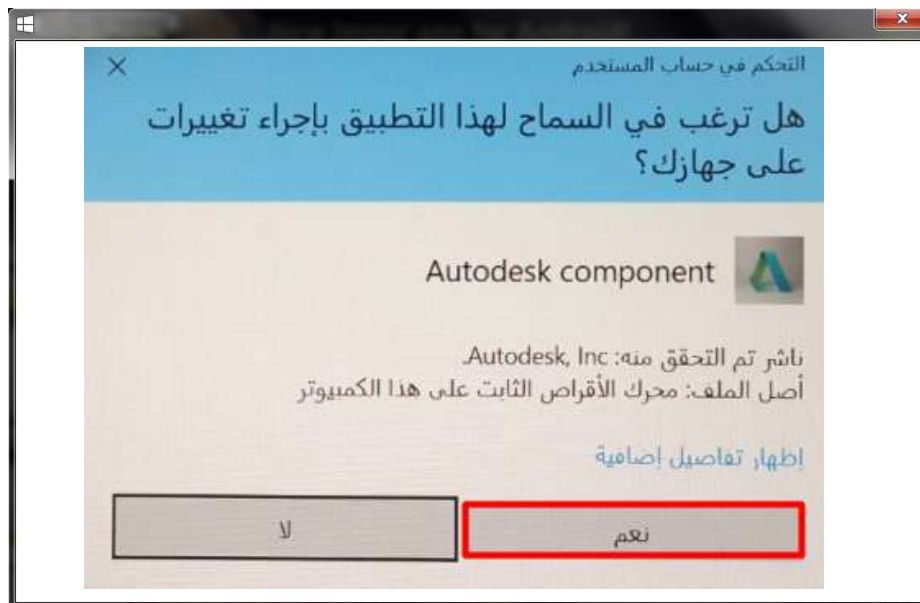 التحكم في حساب المستخدم
هل ترغب في السماح لهذا التطبيق بإجراء تغييرات
على جهازك؟
Autodesk component
ناشر تم التحقق منه: Autodesk, Inc.
أصل الملف: محرك الأقراص الثابت على هذا الكمبيوتر
إظهار تفاصيل إضافية
نعم
لا